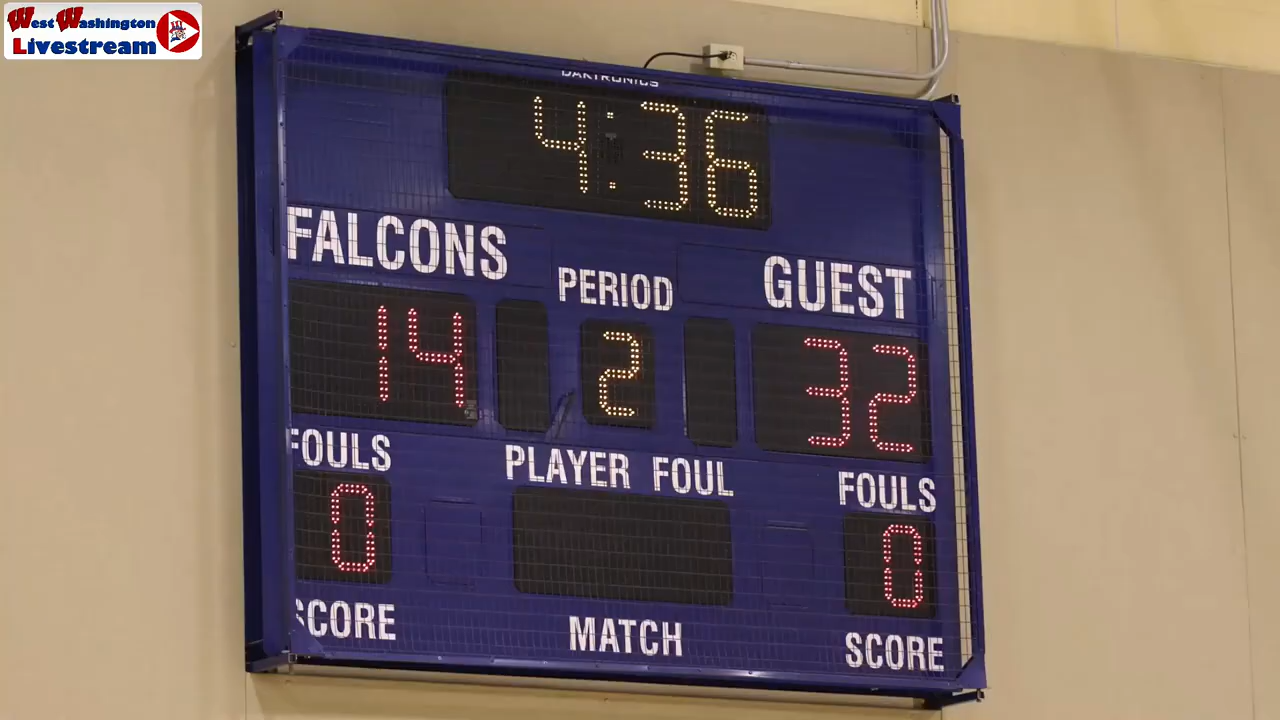 West Washington
Livestream
DAKTRONICS
4:36
FALCONS
PERIOD
GUEST
14
2
32
FOULS
PLAYER FOUL
FOULS
0
0
SCORE
MATCH
SCORE